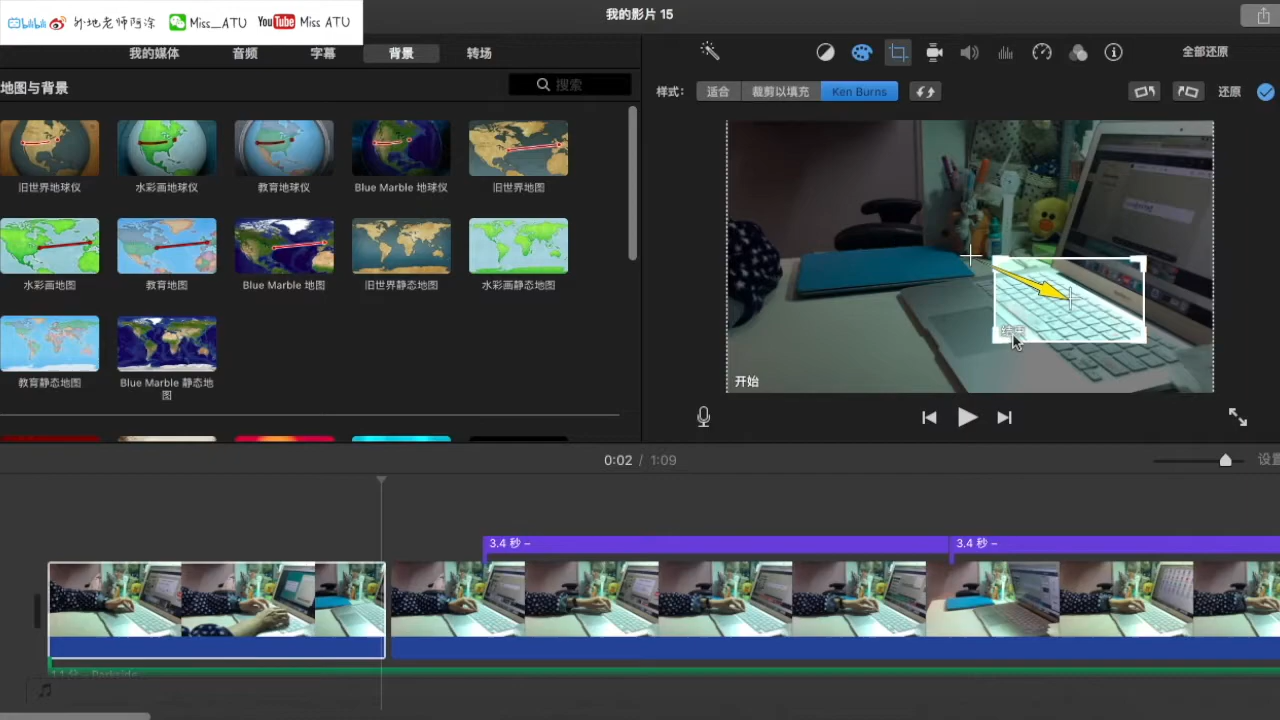 我的影片 15
bilibili 外地老师阿涂 Miss_ATU YouTube Miss ATU
我的媒体 音频 字幕 背景 转场
全部还原
地图与背景
搜索
样式: 适合 裁剪以填充 Ken Burns
还原
旧世界地球仪 水彩画地球仪 教育地球仪 Blue Marble 地球仪 旧世界地图
水彩画地图 教育地图 Blue Marble 地图 旧世界静态地图 水彩画静态地图
教育静态地图 Blue Marble 静态地
图
结束
开始
0:02 / 1:09
设置
3.4 秒 – 3.4 秒 –
1.1 分 – Parkside